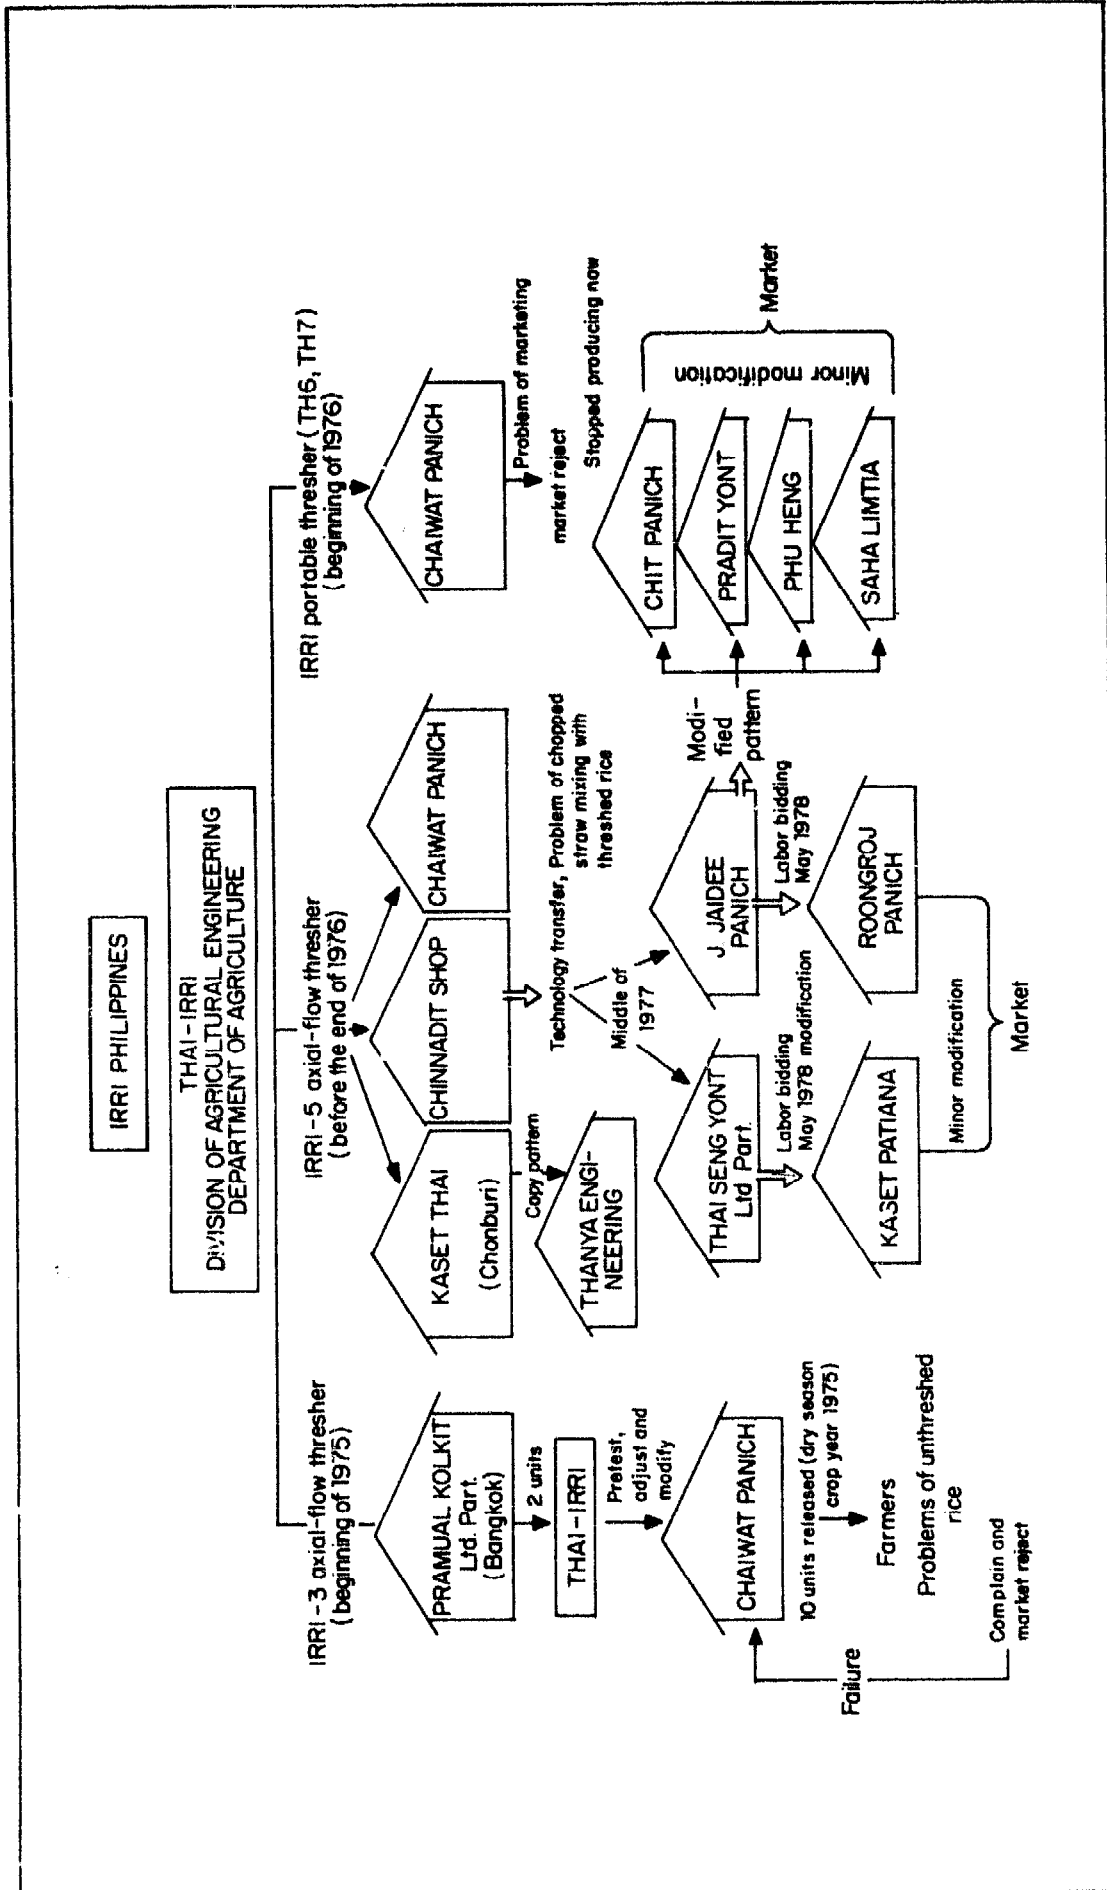 IRRI PHILIPPINES
THAI-IRRI
DIVISION OF AGRICULTURAL ENGINEERING
DEPARTMENT OF AGRICULTURE
IRRI-3 axial-flow thresher
(beginning of 1975)
PRAMUAL KOLKIT
Ltd. Part.
(Bangkok)
2 units
THAI-IRRI
Pretest,
adjust and
modify
CHAIWAT PANICH
10 units released (dry season
crop year 1975)
Farmers
Problems of unthreshed
rice
Complain and
market reject
Failure
IRRI-5 axial-flow thresher
(before the end of 1976)
KASET THAI
(Chonburi)
CHINNADIT SHOP
CHAIWAT PANICH
Copy pattern
THANYA ENGI-
NEERING
Technology transfer, Problem of chopped
straw mixing with
threshed rice
Middle of
1977
THAI SENG YONT
Ltd Part.
J. JAIDEE
PANICH
Modi-
fied
pattern
Labor bidding
May 1978 modification
Labor bidding
May 1978
KASET PATIANA
ROONGROJ
PANICH
Minor modification
Market
IRRI portable thresher (TH6, TH7)
(beginning of 1976)
CHAIWAT PANICH
Problem of marketing
market reject
Stopped producing now
CHIT PANICH
PRADIT YONT
PHU HENG
SAHA LIMTIA
Minor modification
Market